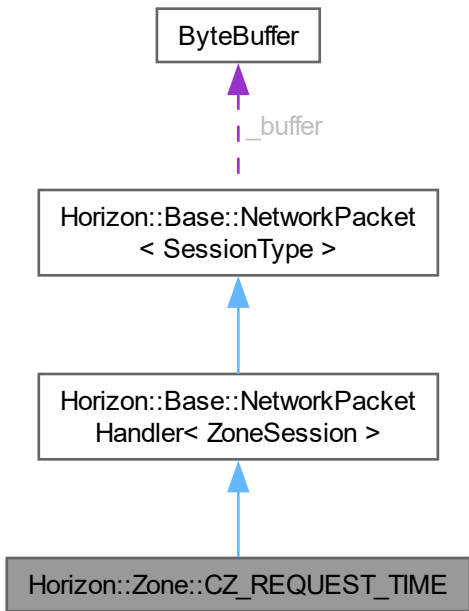 ByteBuffer
_buffer
Horizon::Base::NetworkPacket
< SessionType >
Horizon::Base::NetworkPacket
Handler< ZoneSession >
Horizon::Zone::CZ_REQUEST_TIME